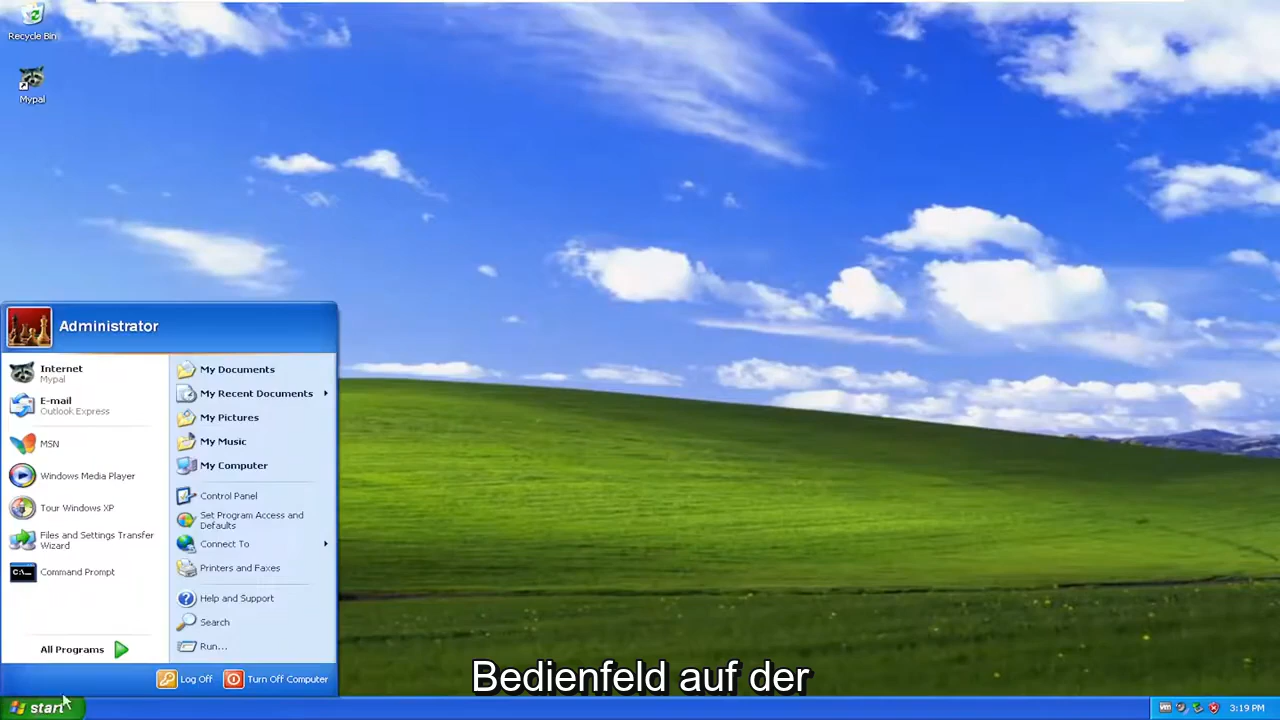 Recycle Bin
Mypal
Administrator
Internet
Mypal
E-mail
Outlook Express
MSN
Windows Media Player
Tour Windows XP
Files and Settings Transfer
Wizard
Command Prompt
All Programs
My Documents
My Recent Documents
My Pictures
My Music
My Computer
Control Panel
Set Program Access and
Defaults
Connect To
Printers and Faxes
Help and Support
Search
Run...
Log Off
Turn Off Computer
Bedienfeld auf der
start
3:19 PM